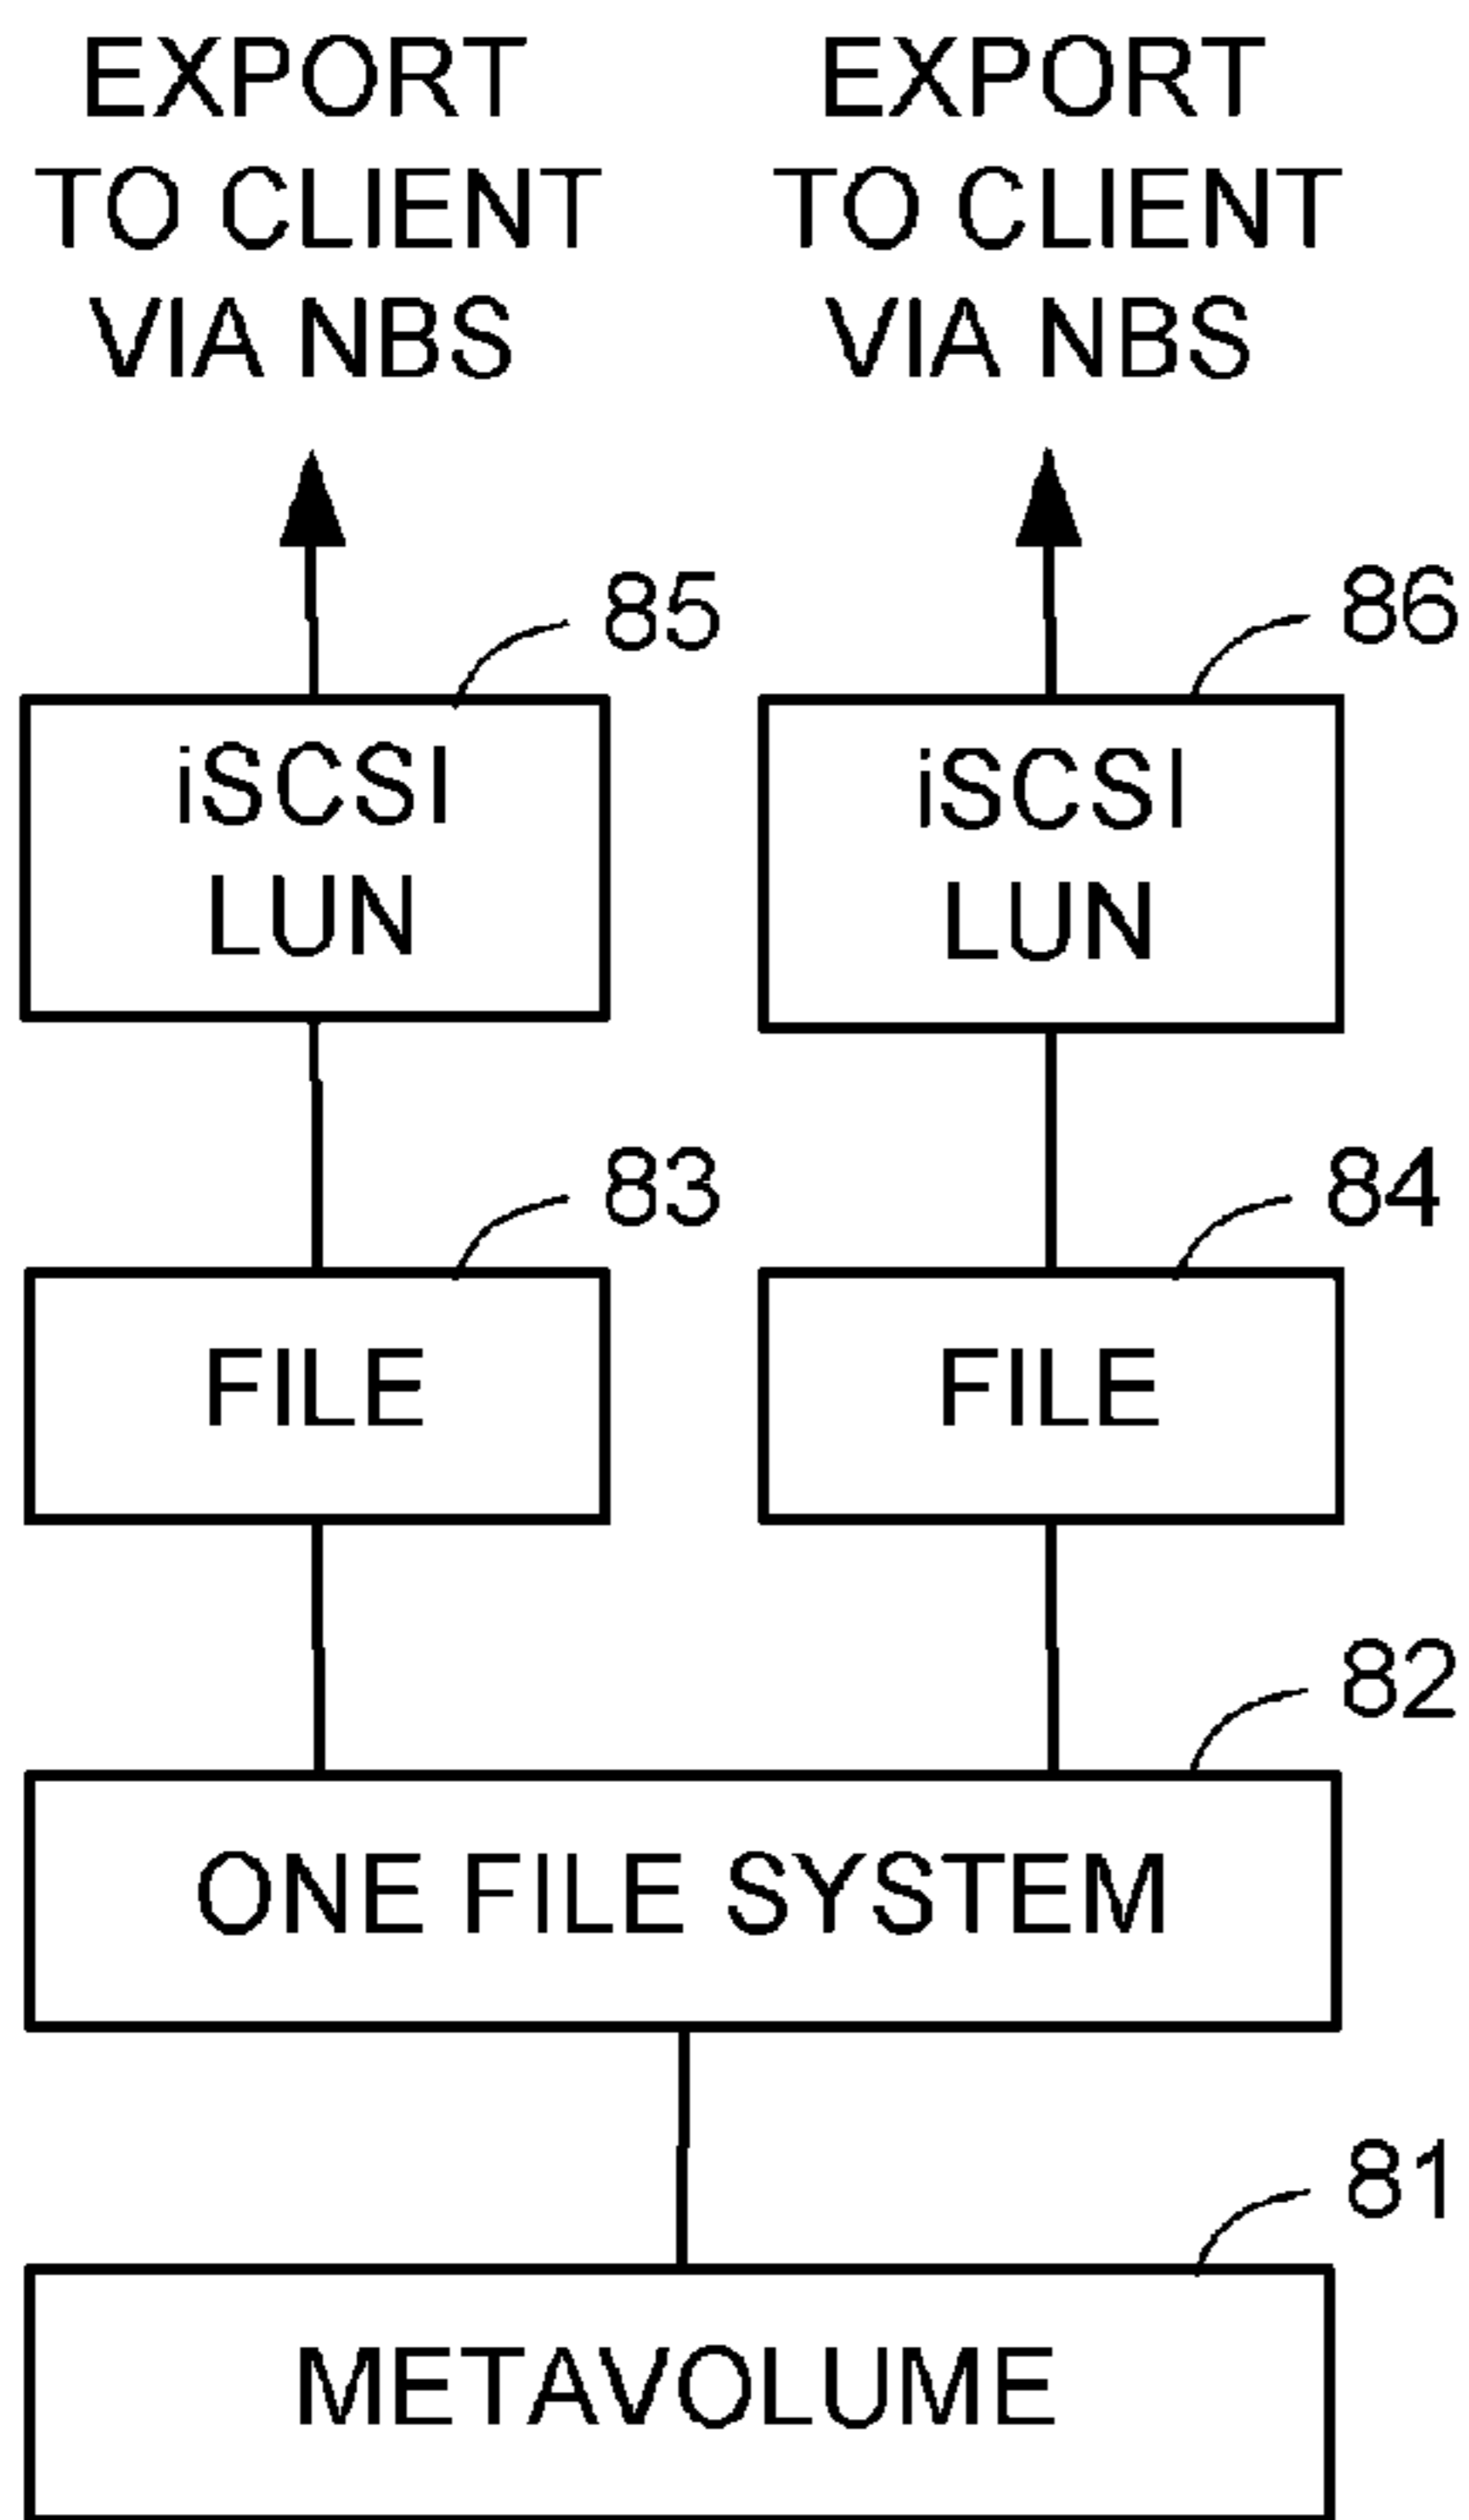 EXPORT
TO CLIENT
VIA NBS
EXPORT
TO CLIENT
VIA NBS
85
86
iSCSI
LUN
iSCSI
LUN
83
84
FILE
FILE
82
ONE FILE SYSTEM
81
METAVOLUME